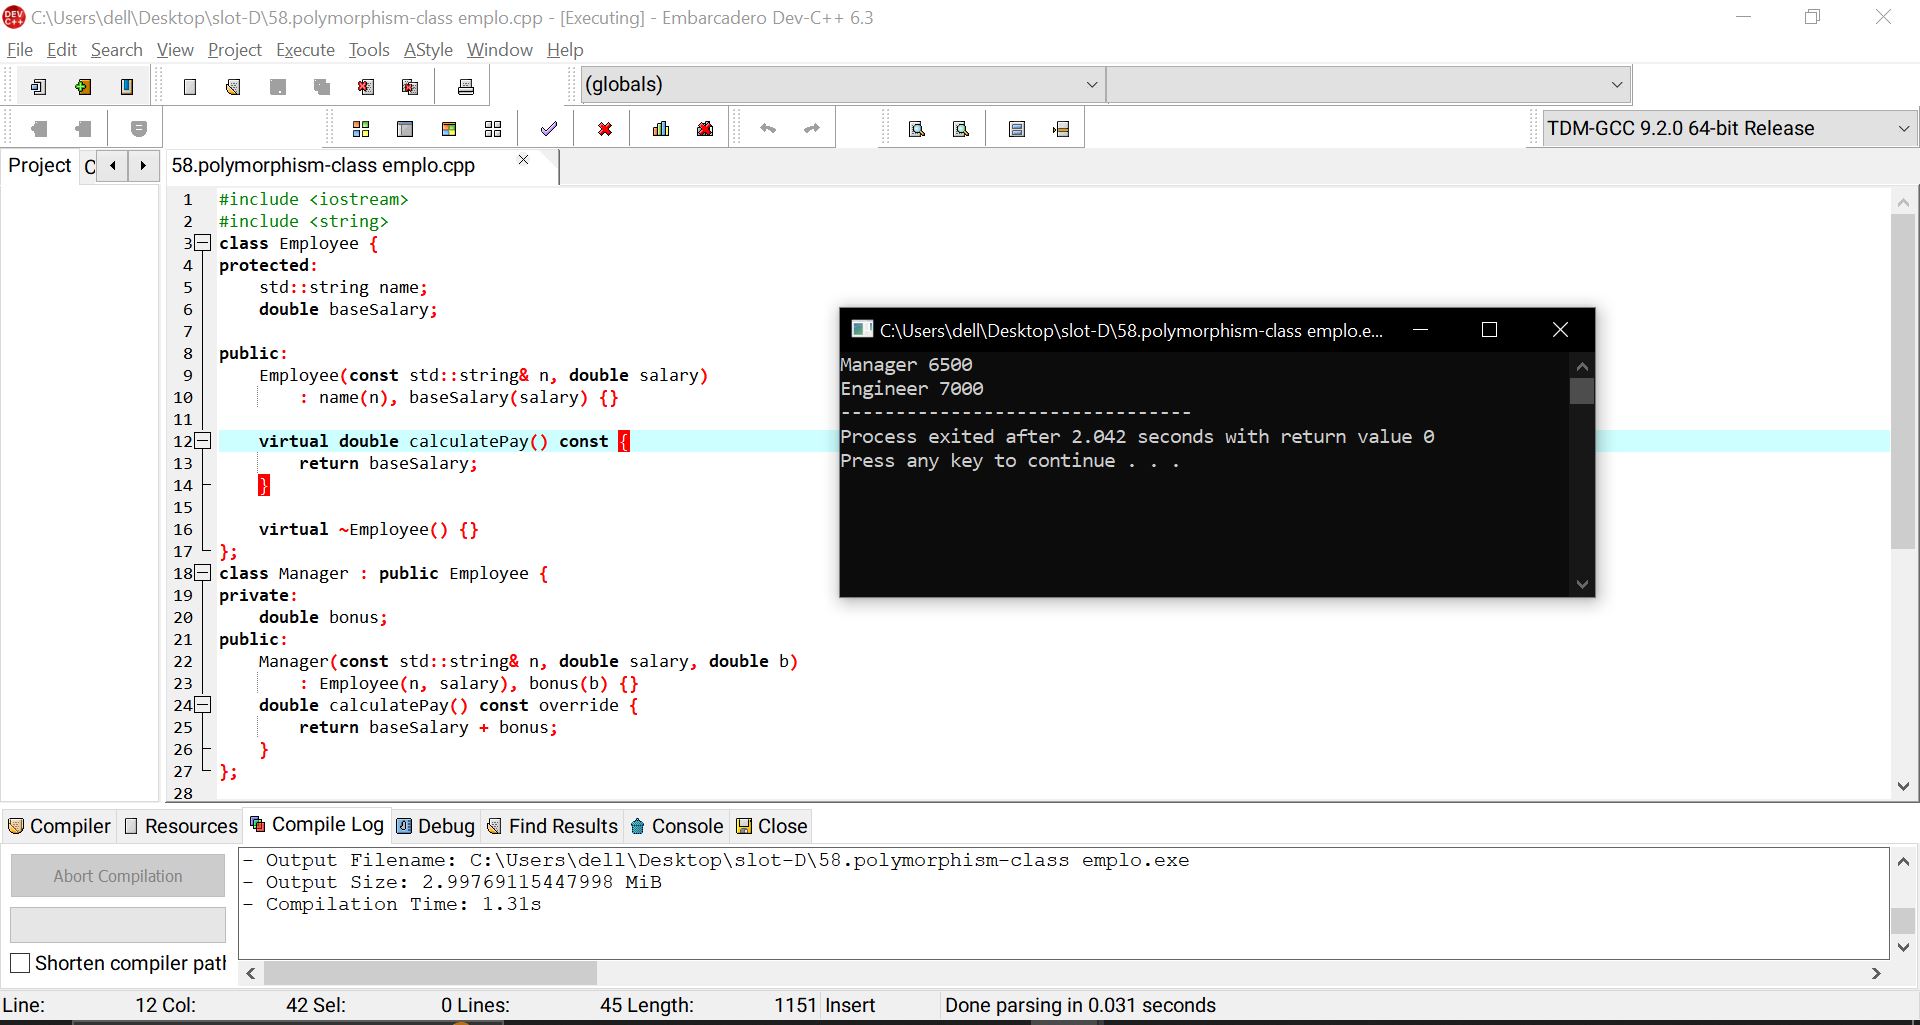 C:\Users\dell\Desktop\slot-D\58.polymorphism-class emplo.cpp - [Executing] - Embarcadero Dev-C++ 6.3
File Edit Search View Project Execute Tools AStyle Window Help
(globals)
TDM-GCC 9.2.0 64-bit Release
Project 58.polymorphism-class emplo.cpp
1 #include <iostream>
2 #include <string>
3 class Employee {
4 protected:
5 std::string name;
6 double baseSalary;
7
8 public:
9 Employee(const std::string& n, double salary)
10 : name(n), baseSalary(salary) {}
11
12 virtual double calculatePay() const {
13 return baseSalary;
14 }
15
16 virtual ~Employee() {}
17 };
18 class Manager : public Employee {
19 private:
20 double bonus;
21 public:
22 Manager(const std::string& n, double salary, double b)
23 : Employee(n, salary), bonus(b) {}
24 double calculatePay() const override {
25 return baseSalary + bonus;
26 }
27 };
28
C:\Users\dell\Desktop\slot-D\58.polymorphism-class emplo.e...
Manager 6500
Engineer 7000
--------------------------------
Process exited after 2.042 seconds with return value 0
Press any key to continue . . .
Compiler Resources Compile Log Debug Find Results Console Close
Abort Compilation
Shorten compiler path
- Output Filename: C:\Users\dell\Desktop\slot-D\58.polymorphism-class emplo.exe
- Output Size: 2.99769115447998 MiB
- Compilation Time: 1.31s
Line: 12 Col: 42 Sel: 0 Lines: 45 Length: 1151 Insert Done parsing in 0.031 seconds